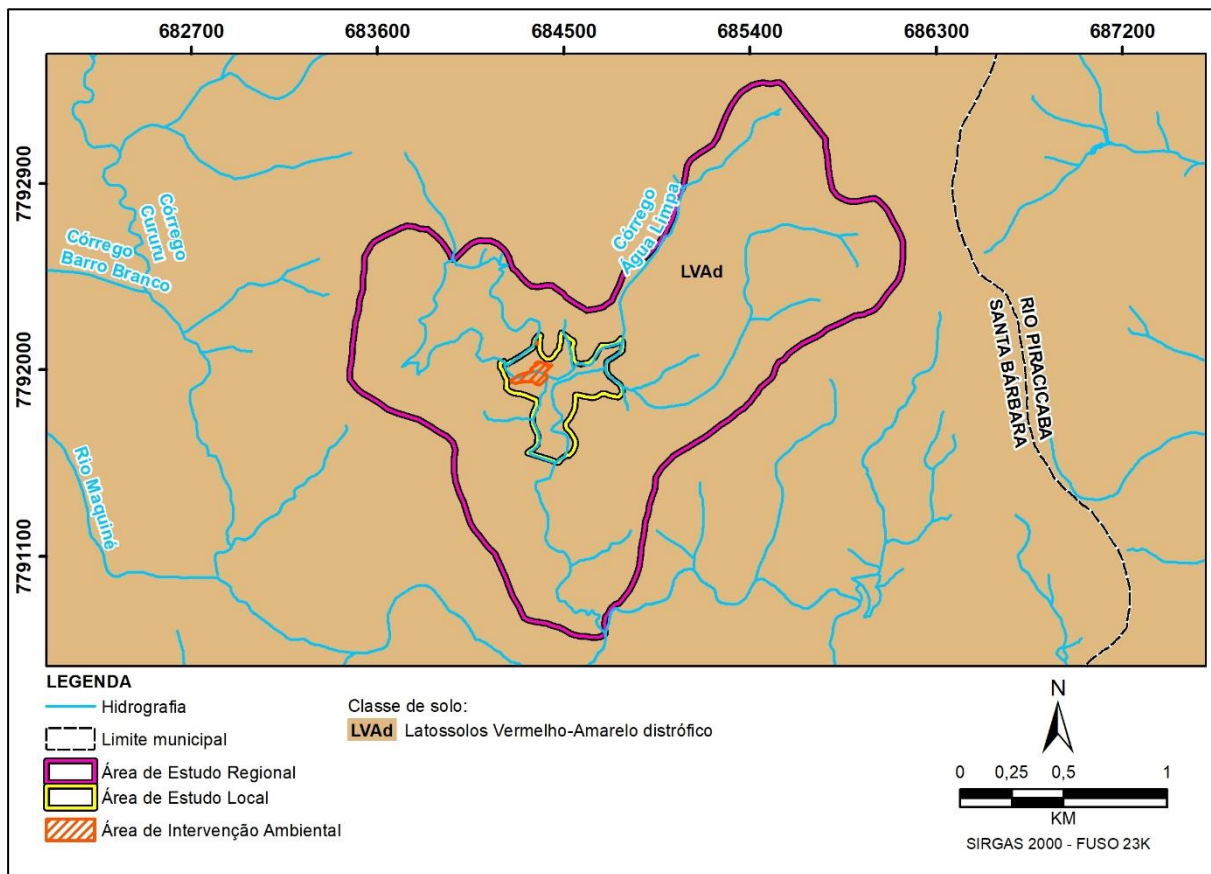 682700 683600 684500 685400 686300 687200
7792900
7792000
7791100
Córrego
Cururu
Córrego
Barro Branco
Córrego
Água Limpa
LVAd
RIO PIRACICABA
SANTA BÁRBARA
Rio Maquiné
LEGENDA
Hidrografia
Limite municipal
Área de Estudo Regional
Área de Estudo Local
Área de Intervenção Ambiental
Classe de solo:
LVAd Latossolos Vermelho-Amarelo distrófico
N
0 0,25 0,5 1
KM
SIRGAS 2000 - FUSO 23K